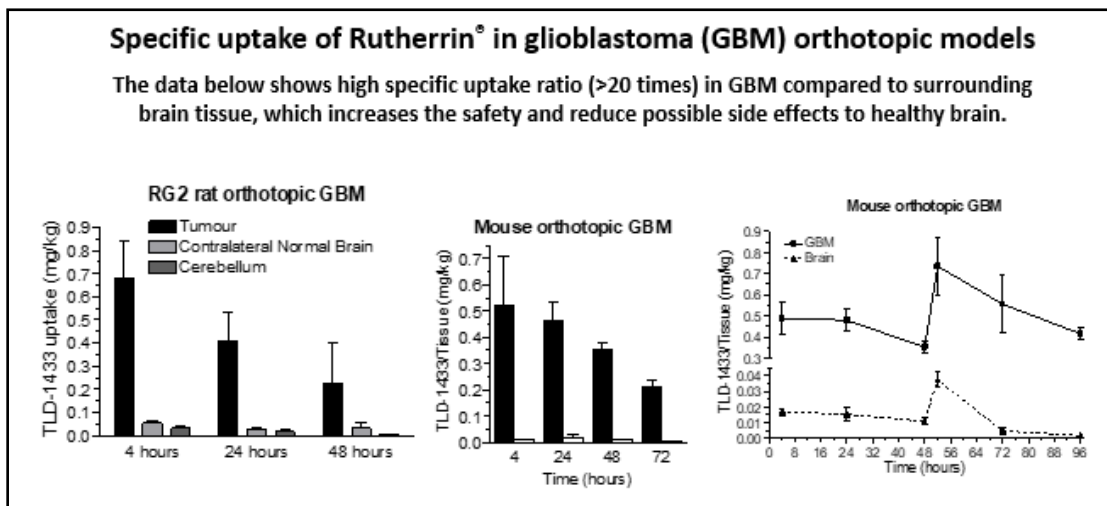 Specific uptake of Rutherrin® in glioblastoma (GBM) orthotopic models
The data below shows high specific uptake ratio (>20 times) in GBM compared to surrounding
brain tissue, which increases the safety and reduce possible side effects to healthy brain.
RG2 rat orthotopic GBM
TLD-1433 uptake (mg/kg)
0.9
0.8
0.7
0.6
0.5
0.4
0.3
0.2
0.1
0.0
Tumour
Contralateral Normal Brain
Cerebellum
4 hours 24 hours 48 hours
Mouse orthotopic GBM
TLD-1433/Tissue (mg/kg)
0.7
0.6
0.5
0.4
0.3
0.2
0.1
0.0
4 24 48 72
Time (hours)
Mouse orthotopic GBM
TLD-1433/Tissue (mg/kg)
0.9
0.8
0.7
0.6
0.5
0.4
0.3
0.04
0.03
0.02
0.01
0.00
GBM
Brain
0 8 16 24 32 40 48 56 64 72 80 88 96
Time (hours)